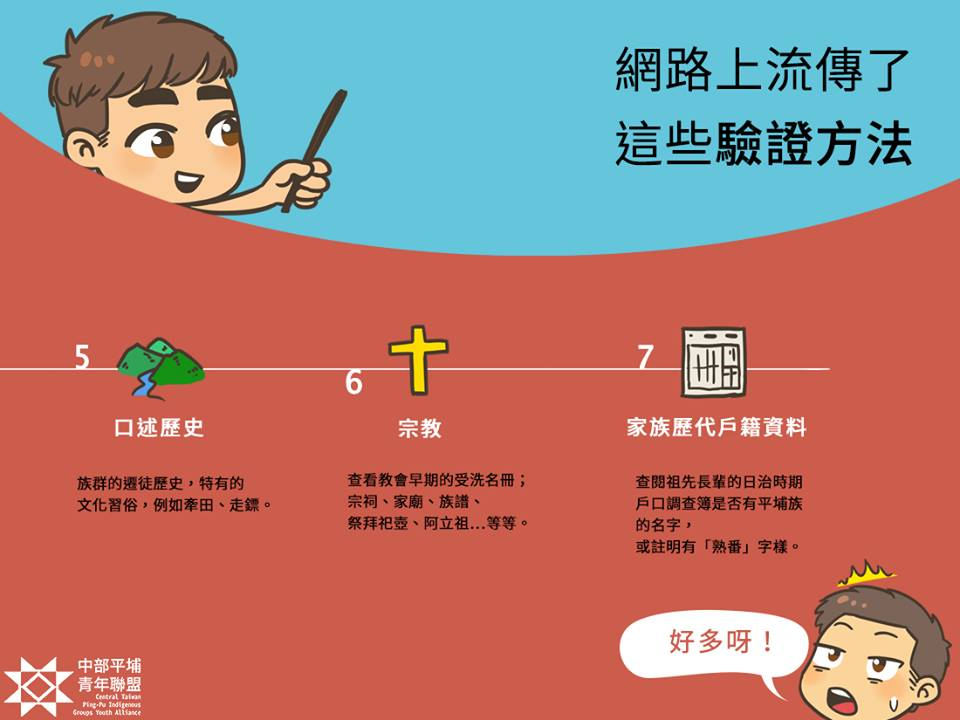 網路上流傳了
這些驗證方法
5
口述歷史
族群的遷徒歷史，特有的
文化習俗，例如牽田、走鏢。
6
宗教
查看教會早期的受洗名冊；
宗祠、家廟、族譜、
祭拜祀壺、阿立祖...等等。
7
家族歷代戶籍資料
查閱祖先長輩的日治時期
戶口調查簿是否有平埔族
的名字，
或註明有「熟番」字樣。
好多呀！
中部平埔
青年聯盟
Central Taiwan
Ping-Pu Indigenous
Groups Youth Alliance